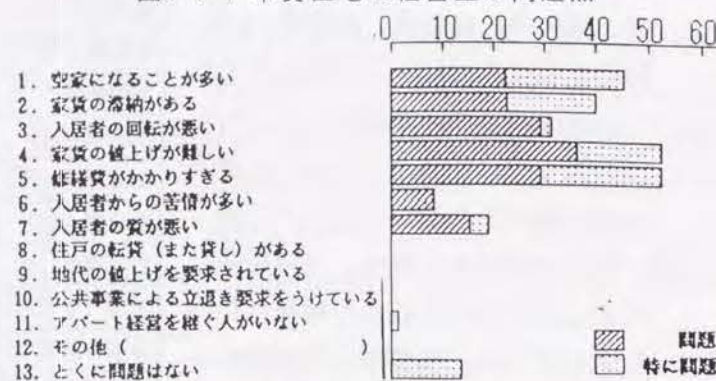 0 10 20 30 40 50 60
1. 空家になることが多い
2. 家賃の滞納がある
3. 入居者の回転が悪い
4. 家賃の値上げが難しい
5. 修繕費がかかりすぎる
6. 入居者からの苦情が多い
7. 入居者の質が悪い
8. 住戸の転貸（また貸し）がある
9. 地代の値上げを要求されている
10. 公共事業による立退き要求をうけている
11. アパート経営を継ぐ人がいない
12. その他（ ）
13. とくに問題はない
問題
特に問題